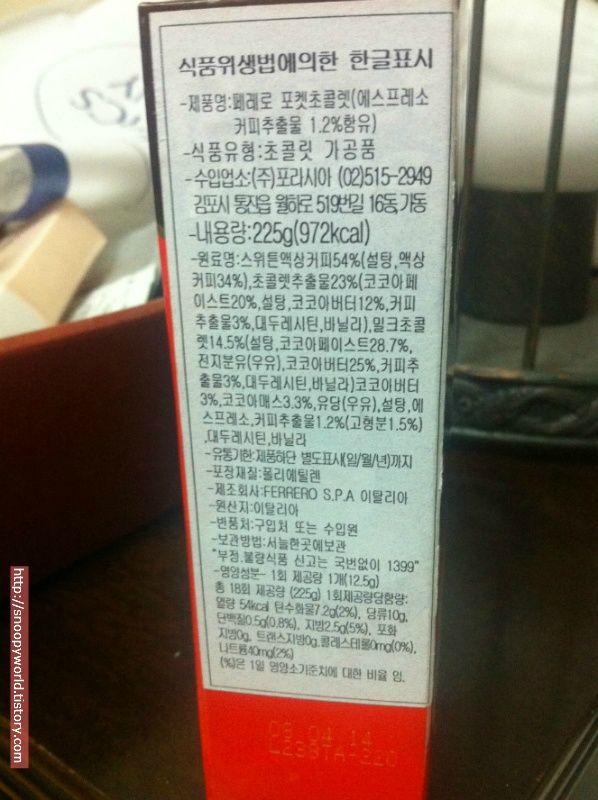 식품위생법에의한 한글표시
-제품명:페레로 포켓초콜렛(에스프레소
커피추출물 1.2%함유)
-식품유형:초콜릿 가공품
-수입업소:(주)포라시아 (02)515-2949
김포시 통진읍 월하로 519번길 16동,가동
-내용량:225g(972kcal)
-원료명:스위튼액상커피54%(설탕,액상
커피34%),초콜렛추출물23%(코코아페
이스트20%,설탕,코코아버터12%,커피
추출물3%,대두레시틴,바닐라),밀크초콜
렛14.5%(설탕,코코아페이스트28.7%,
전지분유(우유),코코아버터25%,커피추
출물3%,대두레시틴,바닐라)코코아버터
3%,코코아매스3.3%,유당(우유),설탕,에
스프레소,커피추출물1.2%(고형분1.5%)
,대두레시틴,바닐라
-유통기한:제품하단 별도표시(일/월/년)까지
-포장재질:폴리에틸렌
-제조회사:FERRERO S.P.A 이탈리아
-원산지:이탈리아
-반품처:구입처 또는 수입원
-보관방법:서늘한곳에보관
"부정.불량식품 신고는 국번없이 1399"
-영양성분- 1회 제공량 1개(12.5g)
총 18회 제공량 (225g) 1회제공량당함량:
열량 54kcal 탄수화물7.2g(2%), 당류10g,
단백질0.5g(0.8%), 지방2.5g(5%), 포화
지방0g, 트랜스지방0g,콜레스테롤0mg(0%),
나트륨40mg(2%)
(%)은 1일 영양소기준치에 대한 비율 임.
09 04 14
L238TA-220
http://snoopyworld.tistory.com